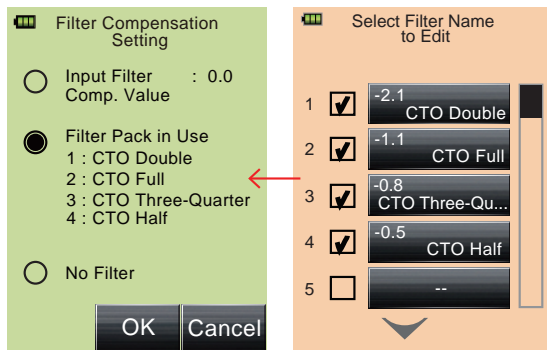 Filter Compensation
Setting
Input Filter : 0.0
Comp. Value
Filter Pack in Use
1 : CTO Double
2 : CTO Full
3 : CTO Three-Quarter
4 : CTO Half
No Filter
OK Cancel
Select Filter Name
to Edit
1 -2.1
CTO Double
2 -1.1
CTO Full
3 -0.8
CTO Three-Qu...
4 -0.5
CTO Half
5 --